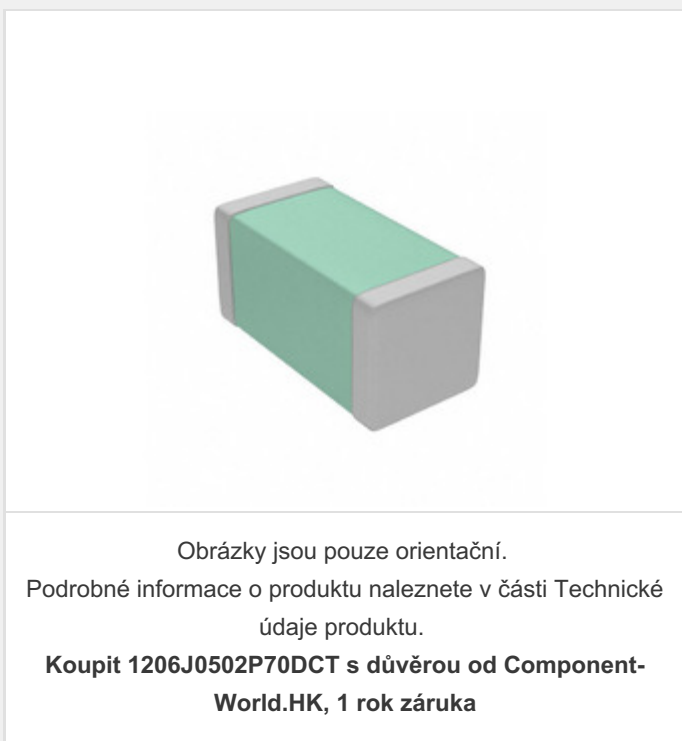 Obrázky jsou pouze orientační.
Podrobné informace o produktu naleznete v části Technické
údaje produktu.
Koupit 1206J0502P70DCT s důvěrou od Component-
World.HK, 1 rok záruka